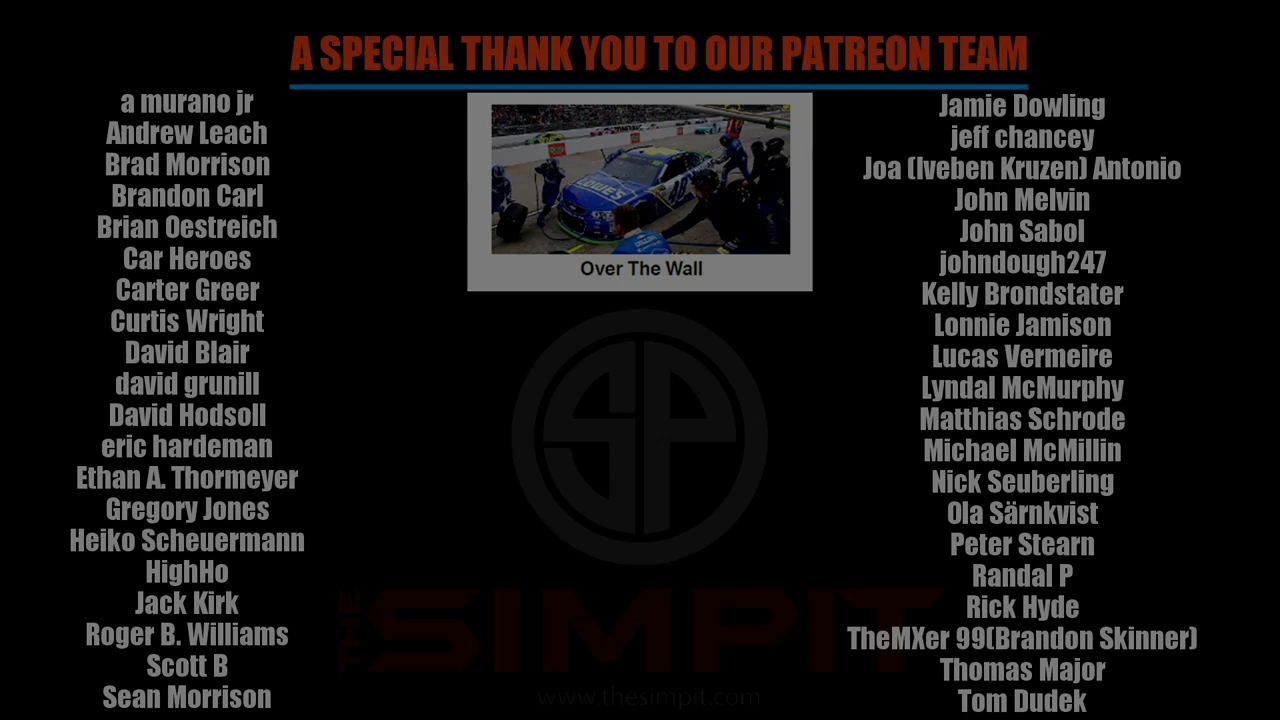 A SPECIAL THANK YOU TO OUR PATREON TEAM
a murano jr
Andrew Leach
Brad Morrison
Brandon Carl
Brian Oestreich
Car Heroes
Carter Greer
Curtis Wright
David Blair
david grunill
David Hodsoll
eric hardeman
Ethan A. Thormeyer
Gregory Jones
Heiko Scheuermann
HighHo
Jack Kirk
Roger B. Williams
Scott B
Sean Morrison
LOWE'S
48
Over The Wall
SP
THE SIMPIT
www.thesimpit.com
Jamie Dowling
jeff chancey
Joa (Iveben Kruzen) Antonio
John Melvin
John Sabol
johndough247
Kelly Brondstater
Lonnie Jamison
Lucas Vermeire
Lyndal McMurphy
Matthias Schrode
Michael McMillin
Nick Seuberling
Ola Särnkvist
Peter Stearn
Randal P
Rick Hyde
TheMXer 99(Brandon Skinner)
Thomas Major
Tom Dudek